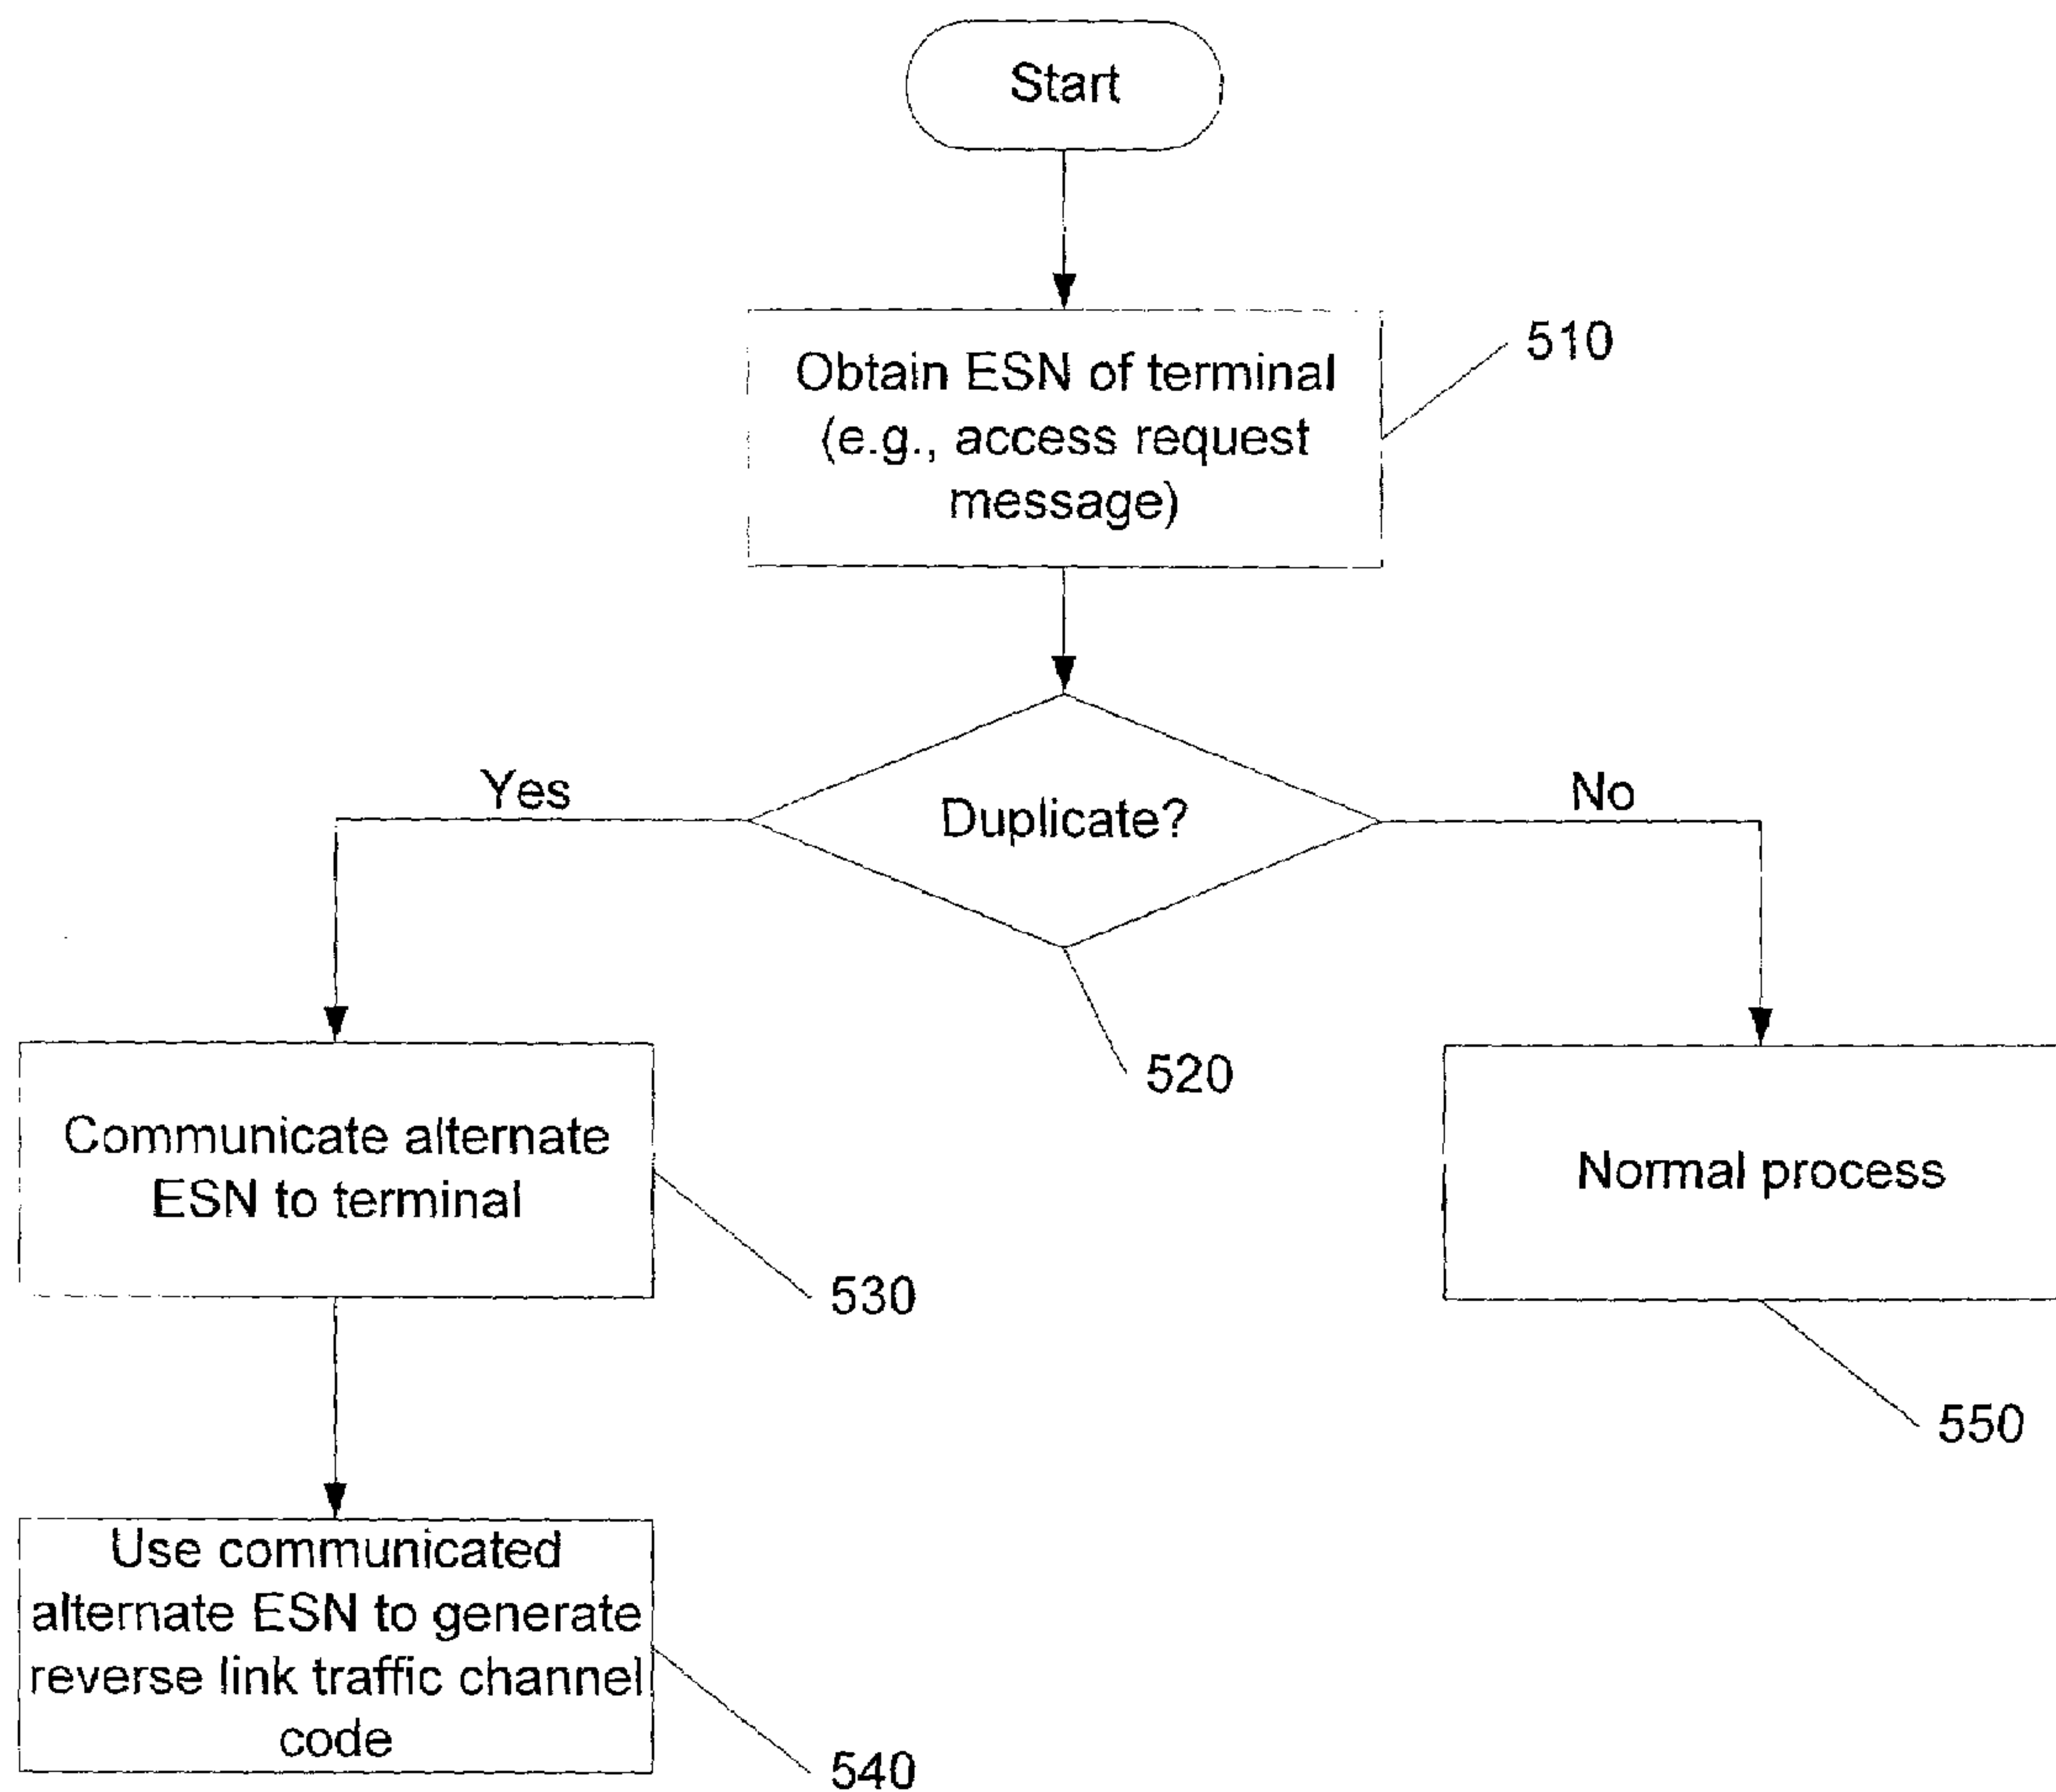 Start
Obtain ESN of terminal
(e.g., access request
message)
510
Yes
Duplicate?
No
520
Communicate alternate
ESN to terminal
530
Normal process
550
Use communicated
alternate ESN to generate
reverse link traffic channel
code
540